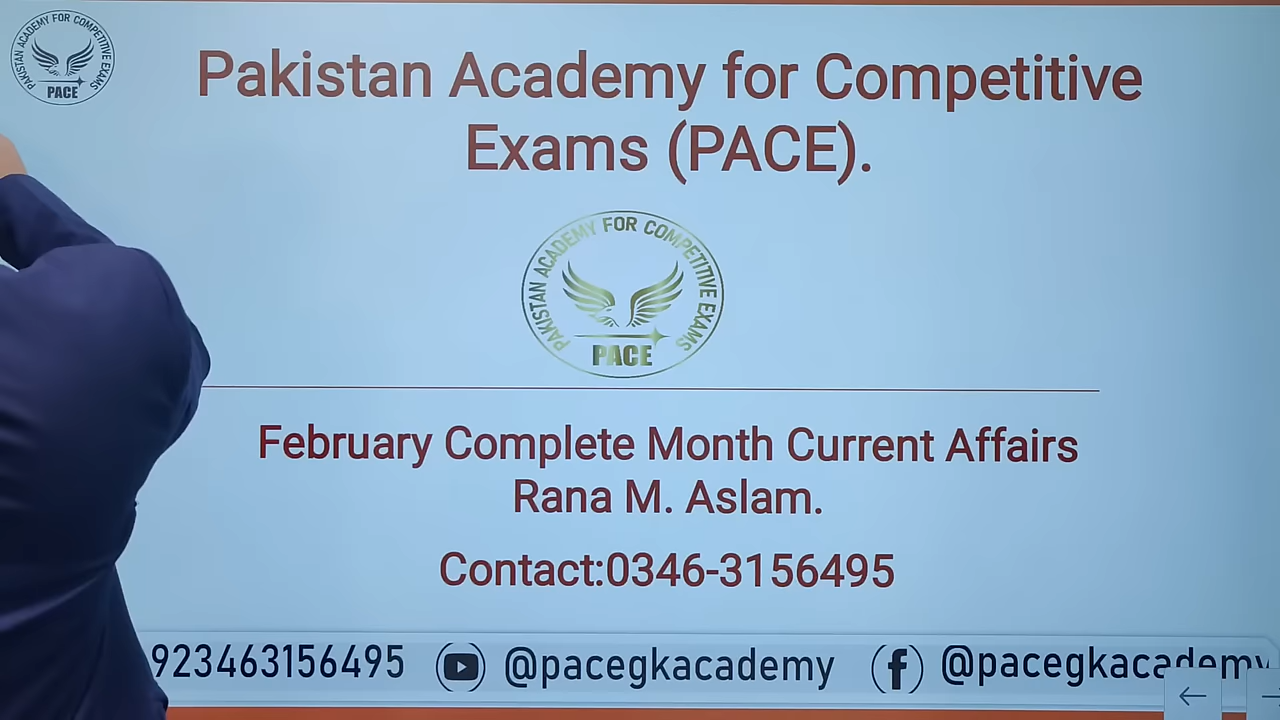 PAKISTAN ACADEMY FOR COMPETITIVE EXAMS
PACE
Pakistan Academy for Competitive
Exams (PACE).
PAKISTAN ACADEMY FOR COMPETITIVE EXAMS
PACE
February Complete Month Current Affairs
Rana M. Aslam.
Contact:0346-3156495
923463156495 @pacegkacademy @pacegkacademy